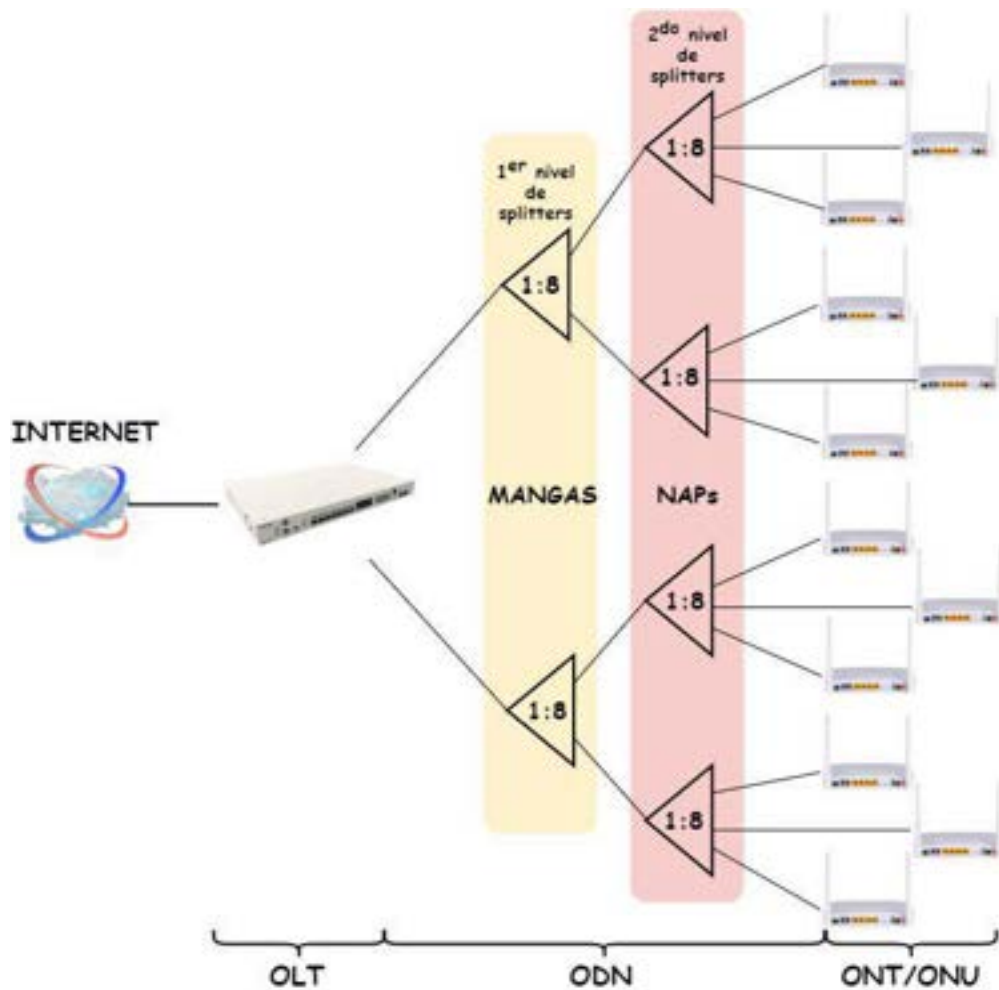 2do nivel
de
splitters
1:8
1er nivel
de
splitters
1:8
1:8
INTERNET
MANGAS
NAPs
1:8
1:8
1:8
OLT
ODN
ONT/ONU